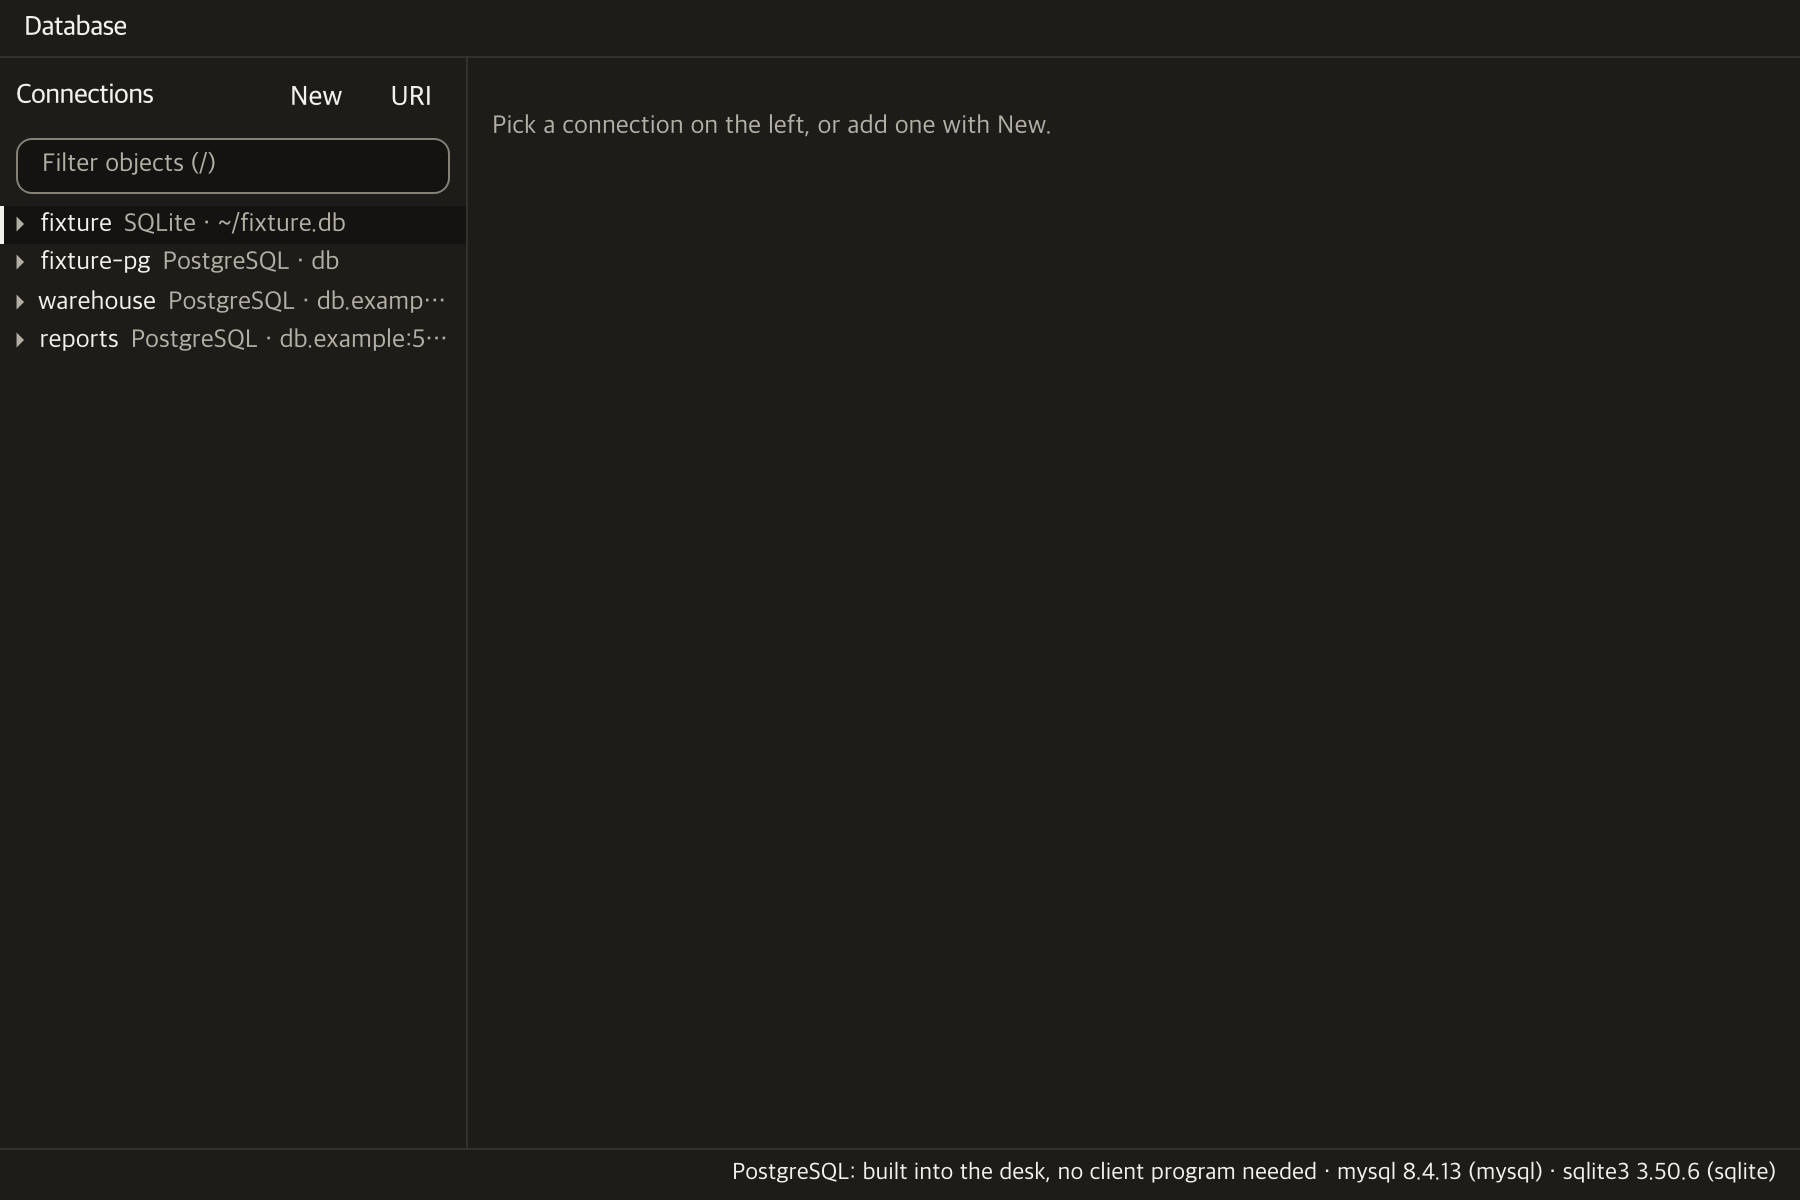 Database
Connections New URI
Filter objects (/)
fixture SQLite · ~/fixture.db
fixture-pg PostgreSQL · db
warehouse PostgreSQL · db.examp…
reports PostgreSQL · db.example:5…
Pick a connection on the left, or add one with New.
PostgreSQL: built into the desk, no client program needed · mysql 8.4.13 (mysql) · sqlite3 3.50.6 (sqlite)